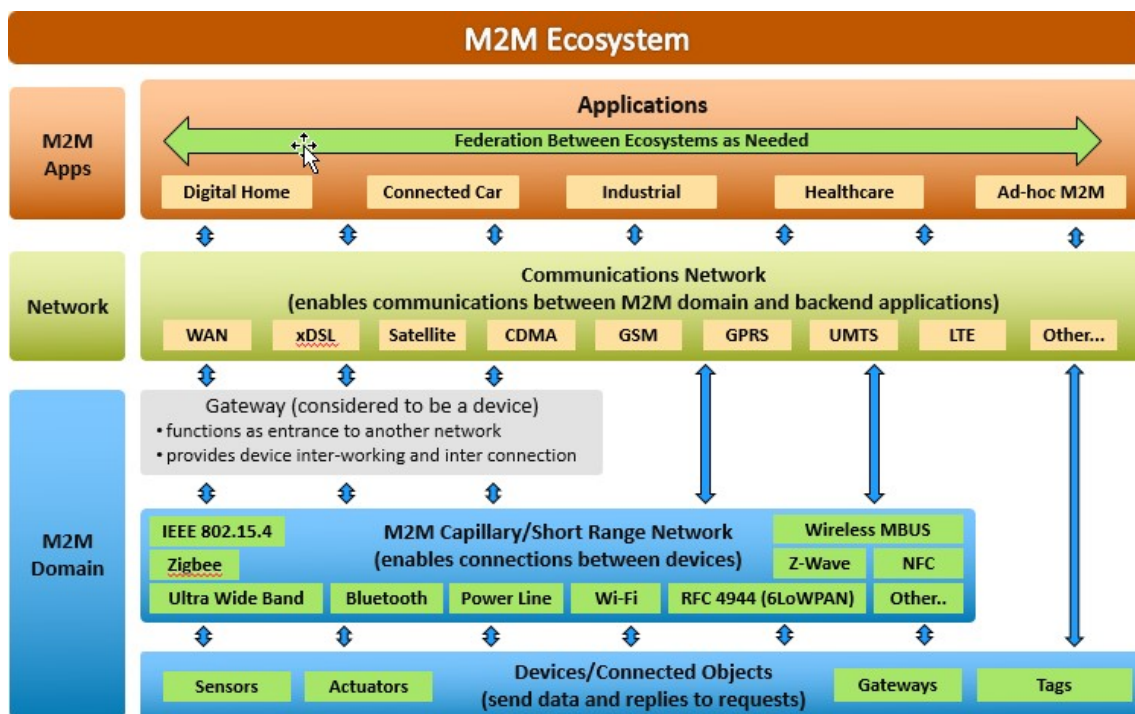 M2M Ecosystem
M2M
Apps
Applications
Federation Between Ecosystems as Needed
Digital Home
Connected Car
Industrial
Healthcare
Ad-hoc M2M
Network
Communications Network
(enables communications between M2M domain and backend applications)
WAN
xDSL
Satellite
CDMA
GSM
GPRS
UMTS
LTE
Other...
M2M
Domain
Gateway (considered to be a device)
• functions as entrance to another network
• provides device inter-working and inter connection
IEEE 802.15.4
Zigbee
M2M Capillary/Short Range Network
(enables connections between devices)
Wireless MBUS
Z-Wave
NFC
Ultra Wide Band
Bluetooth
Power Line
Wi-Fi
RFC 4944 (6LoWPAN)
Other..
Sensors
Actuators
Devices/Connected Objects
(send data and replies to requests)
Gateways
Tags